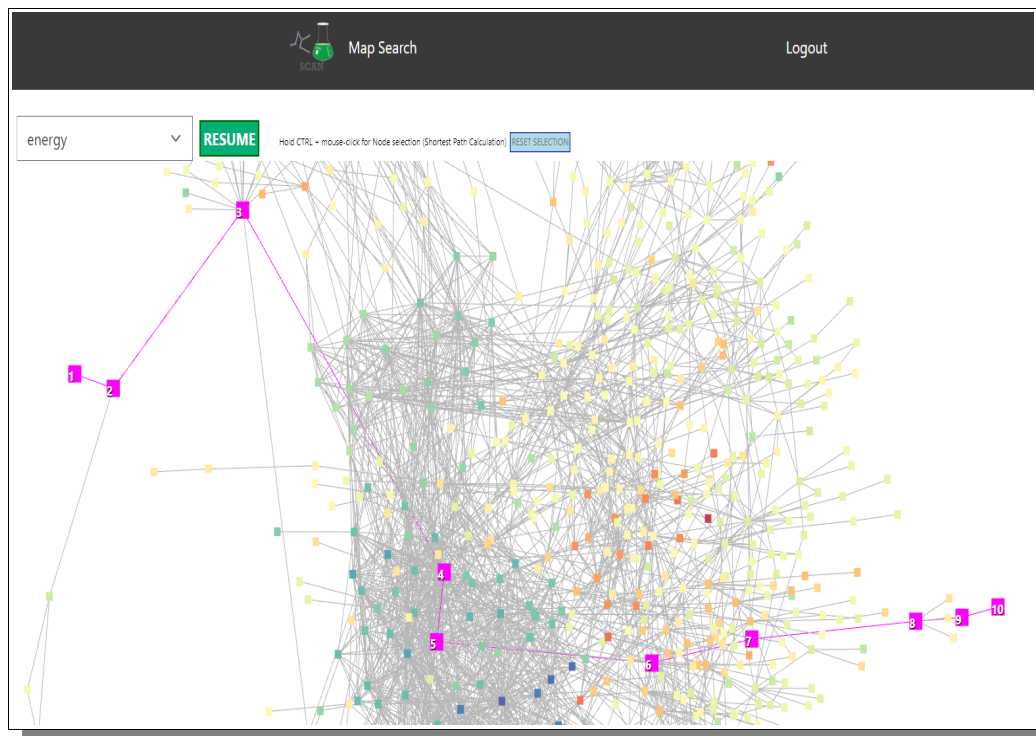 SCAN
Map Search
Logout
energy
RESUME
Hold CTRL + mouse-click for Node selection (Shortest Path Calculation)
RESET SELECTION
3
1
2
4
5
6
7
8
9
10